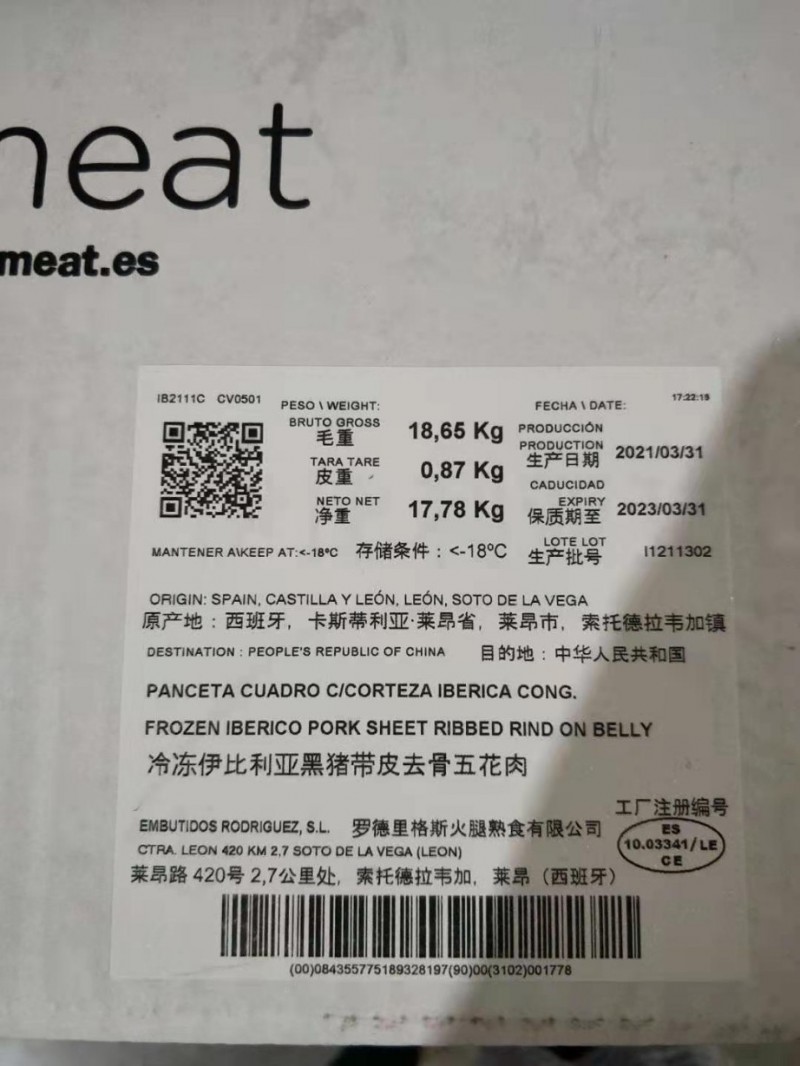 neat
meat.es
IB2111C CV0501
PESO \ WEIGHT:
FECHA \ DATE:
17:22:15
BRUTO GROSS
毛重
18,65 Kg
PRODUCCIÓN
PRODUCTION
生产日期
2021/03/31
TARA TARE
皮重
0,87 Kg
CADUCIDAD
EXPIRY
保质期至
2023/03/31
NETO NET
净重
17,78 Kg
LOTE LOT
生产批号
I1211302
MANTENER A\KEEP AT:<-18ºC 存储条件：<-18ºC
ORIGIN: SPAIN, CASTILLA Y LEÓN, LEÓN, SOTO DE LA VEGA
原产地：西班牙，卡斯蒂利亚·莱昂省，莱昂市，索托德拉韦加镇
DESTINATION : PEOPLE'S REPUBLIC OF CHINA 目的地：中华人民共和国
PANCETA CUADRO C/CORTEZA IBERICA CONG.
FROZEN IBERICO PORK SHEET RIBBED RIND ON BELLY
冷冻伊比利亚黑猪带皮去骨五花肉
工厂注册编号
EMBUTIDOS RODRIGUEZ, S.L. 罗德里格斯火腿熟食有限公司
ES
10.03341/LE
CE
CTRA. LEON 420 KM 2,7 SOTO DE LA VEGA (LEON)
莱昂路 420号 2,7公里处，索托德拉韦加，莱昂（西班牙）
(00)084355775189328197(90)00(3102)001778